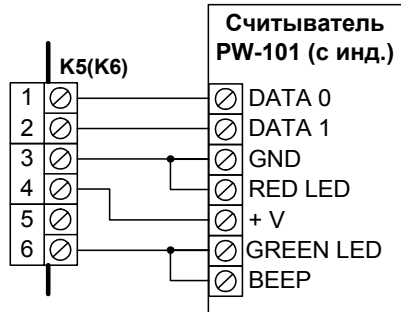 Считыватель
PW-101 (с инд.)
K5(K6)
1 DATA 0
2 DATA 1
3 GND
4 RED LED
5 + V
6 GREEN LED
BEEP